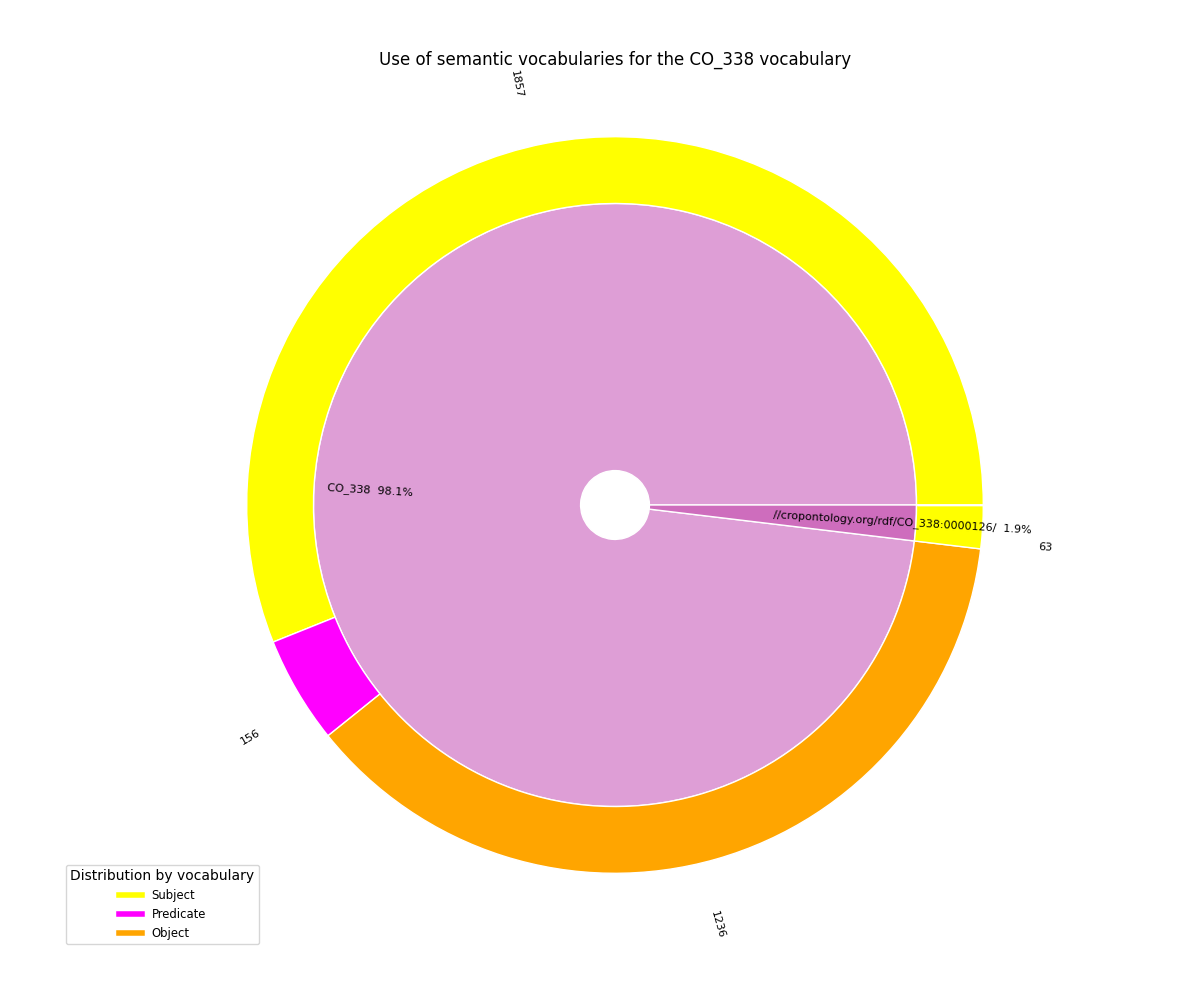 Use of semantic vocabularies for the CO_338 vocabulary
1857
CO_338 98.1%
//cropontology.org/rdf/CO_338:0000126/ 1.9%
63
156
1236
Distribution by vocabulary
Subject
Predicate
Object